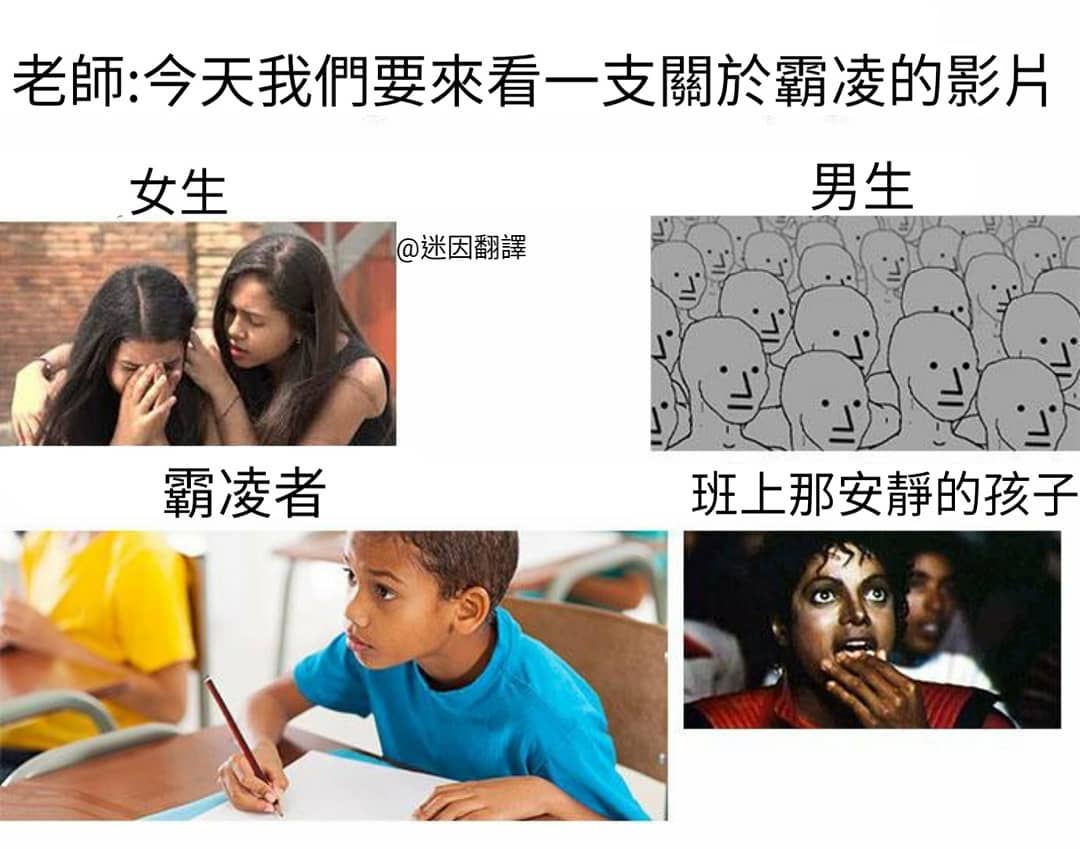 老師:今天我們要來看一支關於霸凌的影片
女生
男生
@迷因翻譯
霸凌者
班上那安靜的孩子